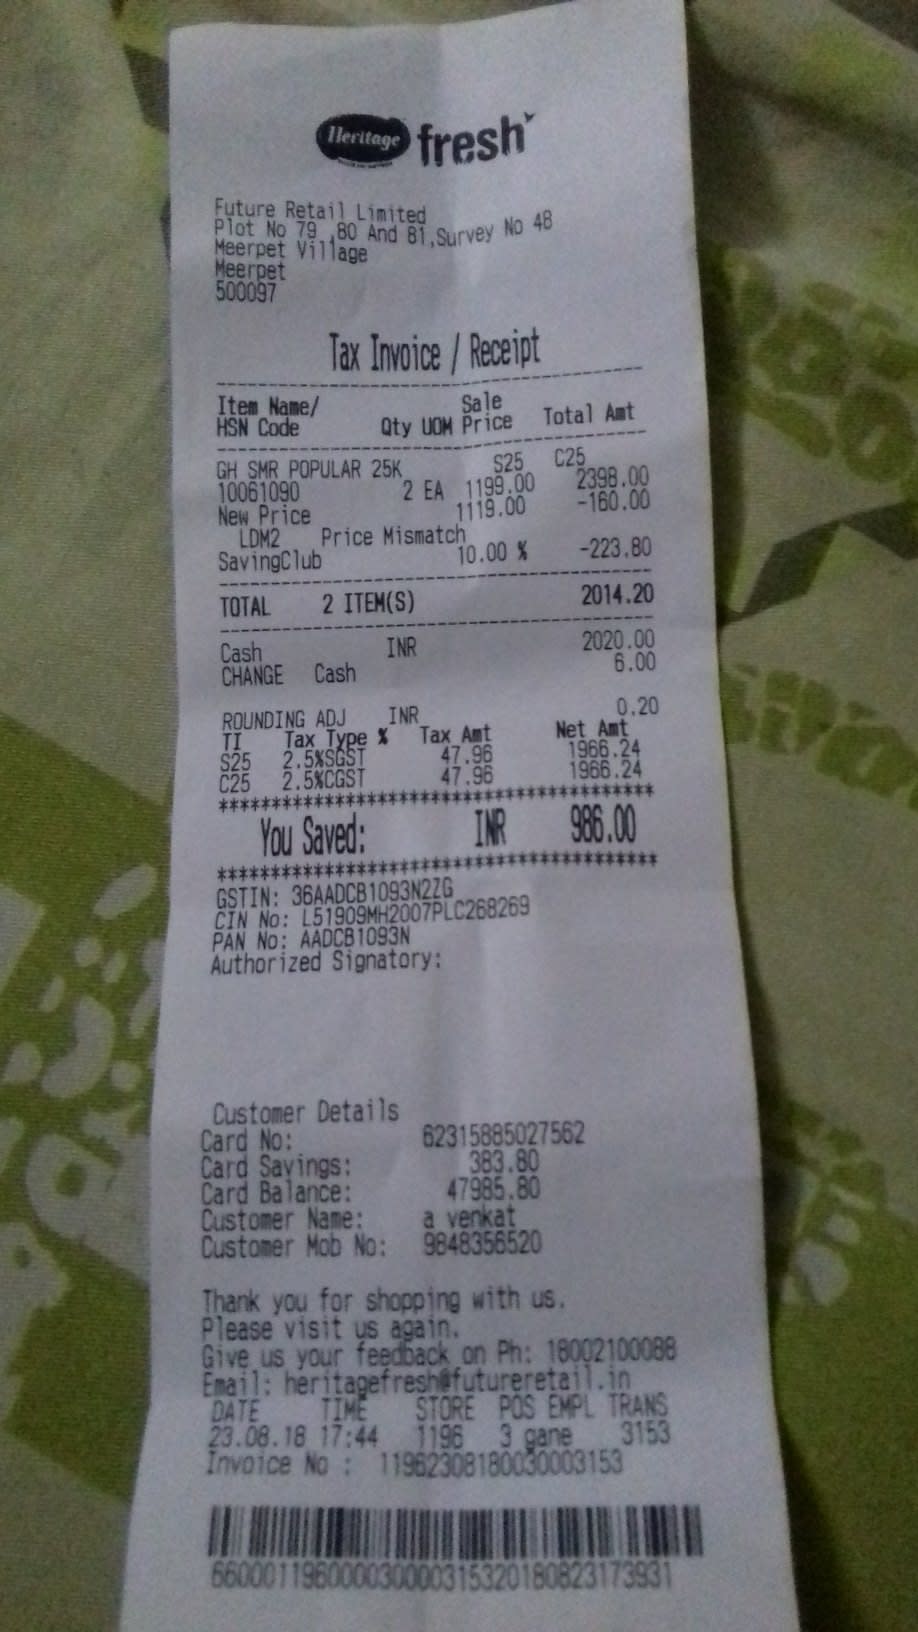 Heritage fresh
Future Retail Limited
Plot No 79 ,80 And 81,Survey No 48
Meerpet Village
Meerpet
500097
Tax Invoice / Receipt
Item Name/ Sale
HSN Code Qty UOM Price Total Amt
GH SMR POPULAR 25K S25 C25
10061090 2 EA 1199.00 2398.00
New Price 1119.00 -160.00
LDM2 Price Mismatch
SavingClub 10.00 % -223.80
TOTAL 2 ITEM(S) 2014.20
Cash INR 2020.00
CHANGE Cash 6.00
ROUNDING ADJ INR 0.20
TI Tax Type % Tax Amt Net Amt
S25 2.5%SGST 47.96 1966.24
C25 2.5%CGST 47.96 1966.24
*****************************************
You Saved: INR 986.00
*****************************************
GSTIN: 36AADCB1093N2ZG
CIN No: L51909MH2007PLC268269
PAN No: AADCB1093N
Authorized Signatory:
Customer Details
Card No: 62315885027562
Card Savings: 383.80
Card Balance: 47985.80
Customer Name: a venkat
Customer Mob No: 9848356520
Thank you for shopping with us.
Please visit us again.
Give us your feedback on Ph: 18002100088
Email: heritagefresh@futureretail.in
DATE TIME STORE POS EMPL TRANS
23.08.18 17:44 1196 3 gane 3153
Invoice No : 11962308180030003153
660001196000030000315320180823173931